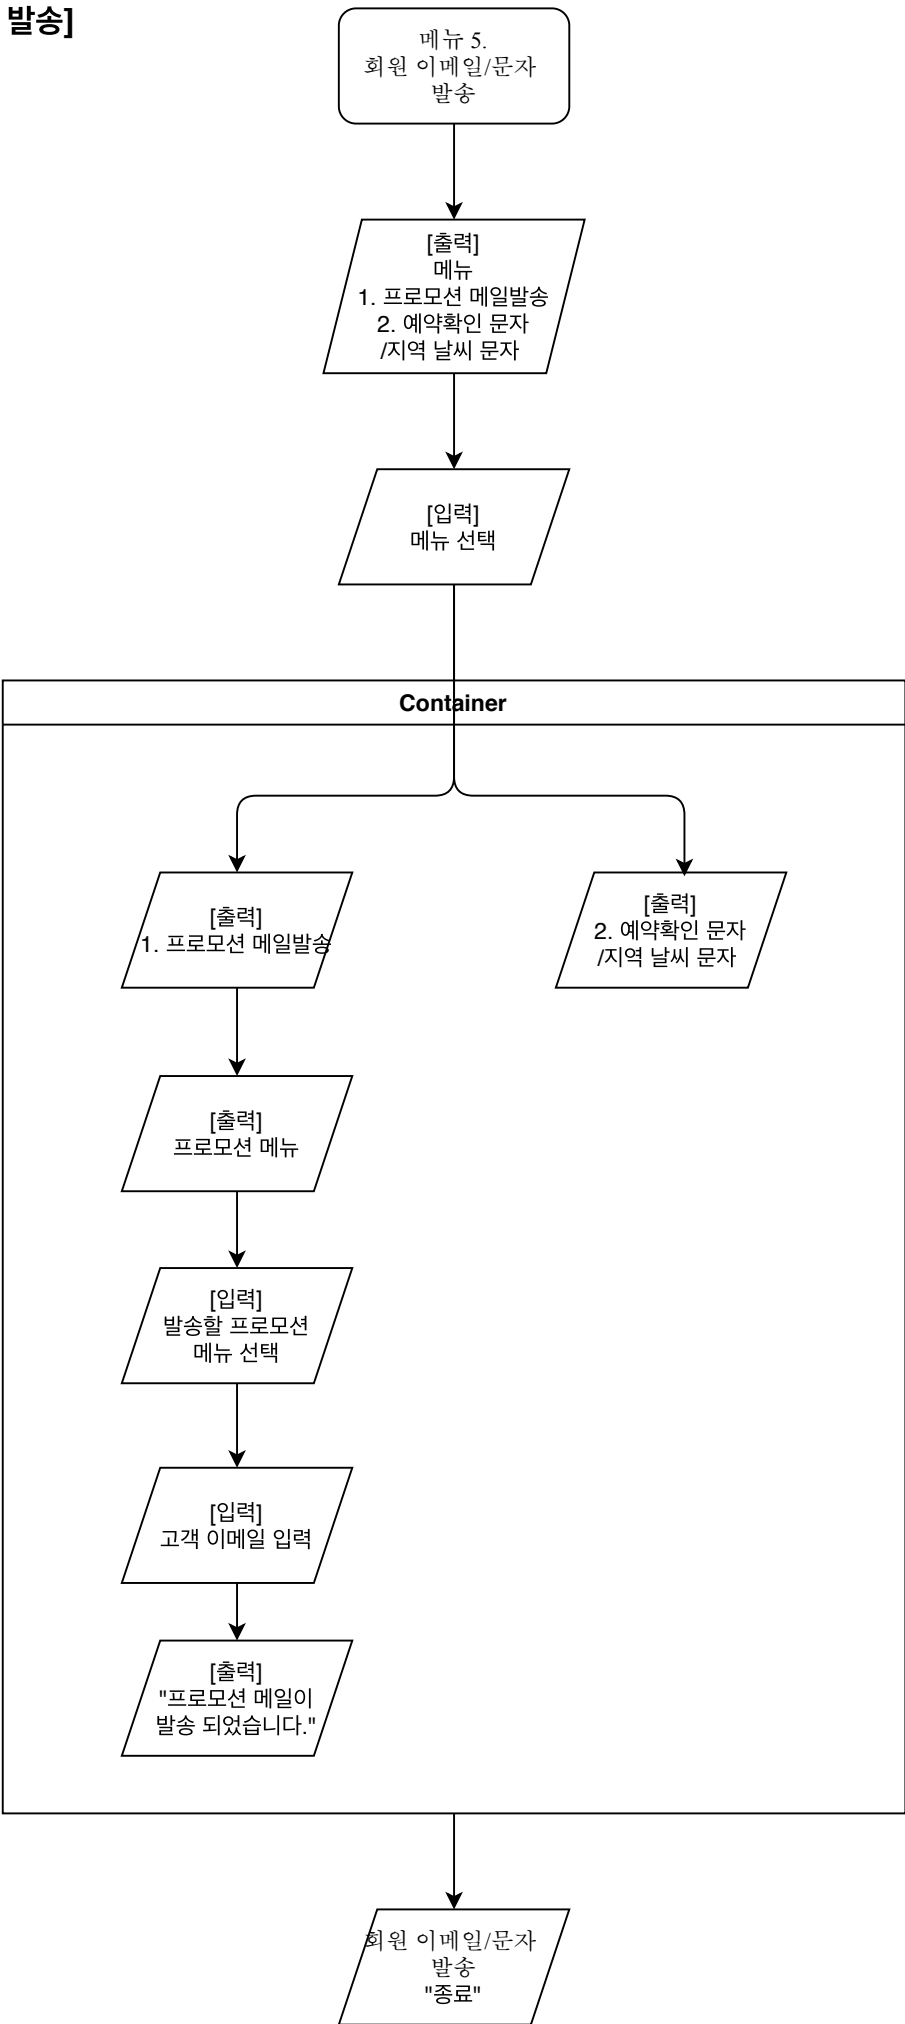 발송]
메뉴 5.
회원 이메일/문자
발송
[출력]
메뉴
1. 프로모션 메일발송
2. 예약확인 문자
/지역 날씨 문자
[입력]
메뉴 선택
Container
[출력]
1. 프로모션 메일발송
[출력]
2. 예약확인 문자
/지역 날씨 문자
[출력]
프로모션 메뉴
[입력]
발송할 프로모션
메뉴 선택
[입력]
고객 이메일 입력
[출력]
"프로모션 메일이
발송 되었습니다."
회원 이메일/문자
발송
"종료"